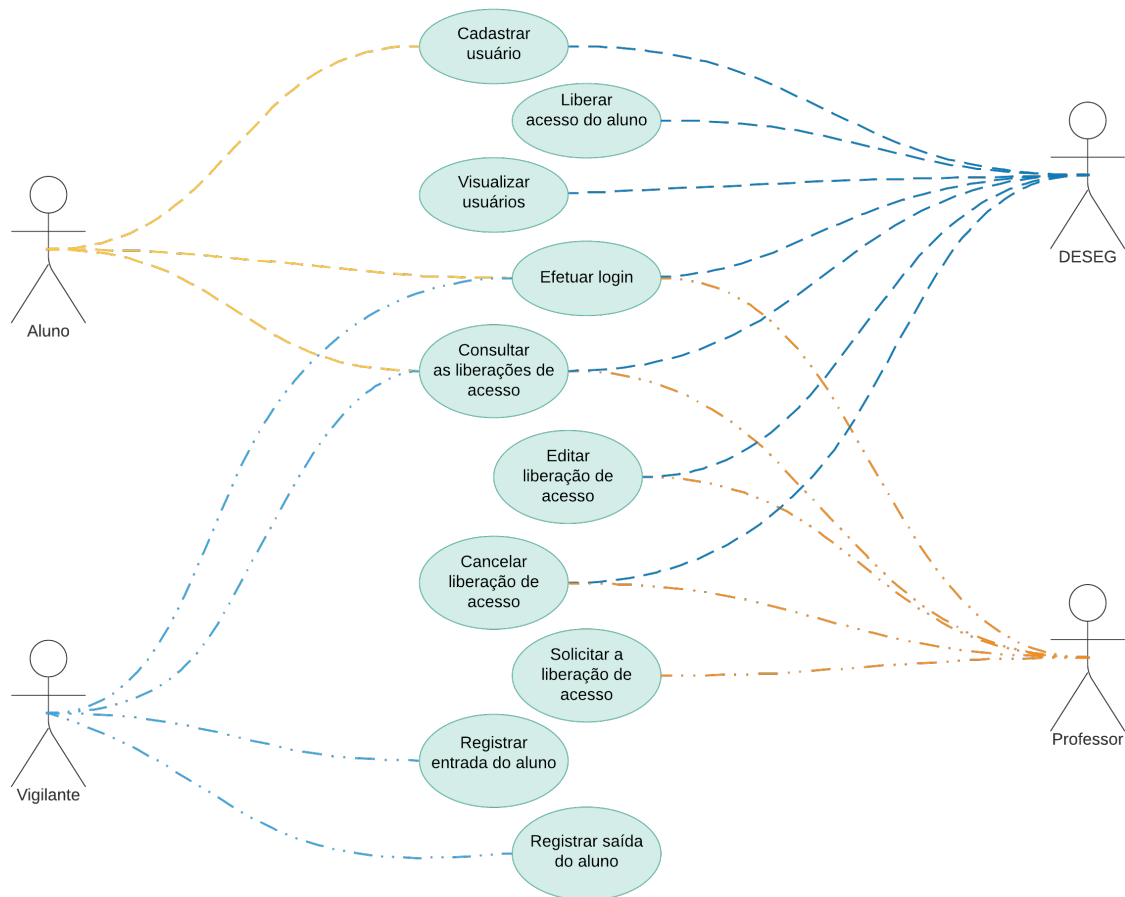 Cadastrar
usuário
Liberar
acesso do aluno
Visualizar
usuários
DESEG
Efetuar login
Aluno
Consultar
as liberações de
acesso
Editar
liberação de
acesso
Cancelar
liberação de
acesso
Solicitar a
liberação de
acesso
Professor
Registrar
entrada do aluno
Vigilante
Registrar saída
do aluno